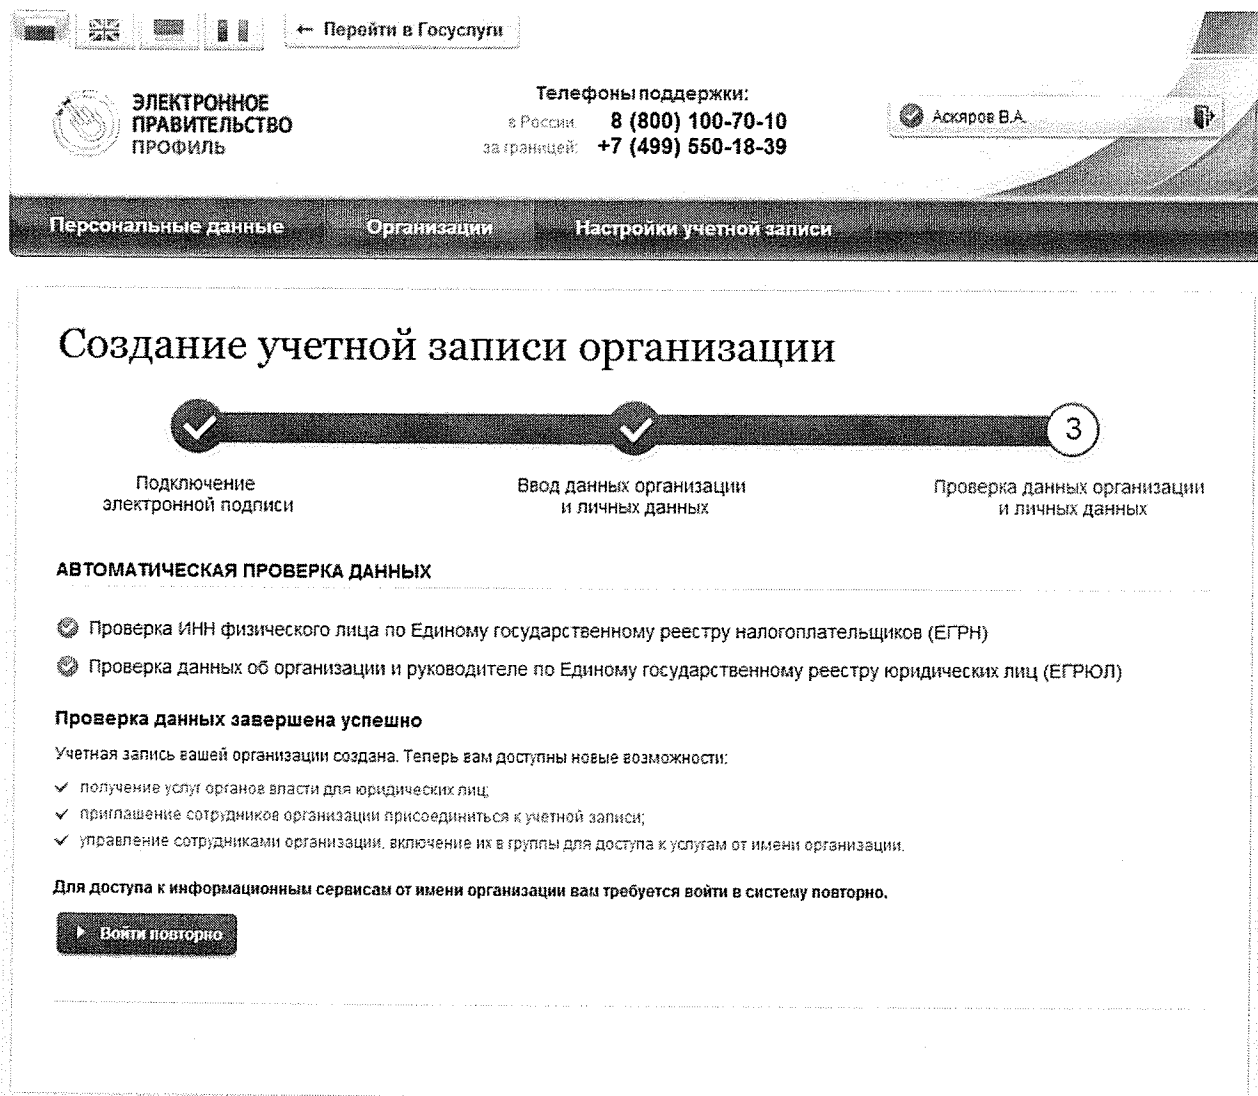 ← Перейти в Госуслуги
ЭЛЕКТРОННОЕ
ПРАВИТЕЛЬСТВО
ПРОФИЛЬ
Телефоны поддержки:
в России: 8 (800) 100-70-10
за границей: +7 (499) 550-18-39
Аскяров В.А.
Персональные данные Организации Настройки учетной записи
Создание учетной записи организации
3
Подключение
электронной подписи
Ввод данных организации
и личных данных
Проверка данных организации
и личных данных
АВТОМАТИЧЕСКАЯ ПРОВЕРКА ДАННЫХ
Проверка ИНН физического лица по Единому государственному реестру налогоплательщиков (ЕГРН)
Проверка данных об организации и руководителе по Единому государственному реестру юридических лиц (ЕГРЮЛ)
Проверка данных завершена успешно
Учетная запись вашей организации создана. Теперь вам доступны новые возможности:
получение услуг органов власти для юридических лиц;
приглашение сотрудников организации присоединиться к учетной записи;
управление сотрудниками организации, включение их в группы для доступа к услугам от имени организации.
Для доступа к информационным сервисам от имени организации вам требуется войти в систему повторно.
Войти повторно